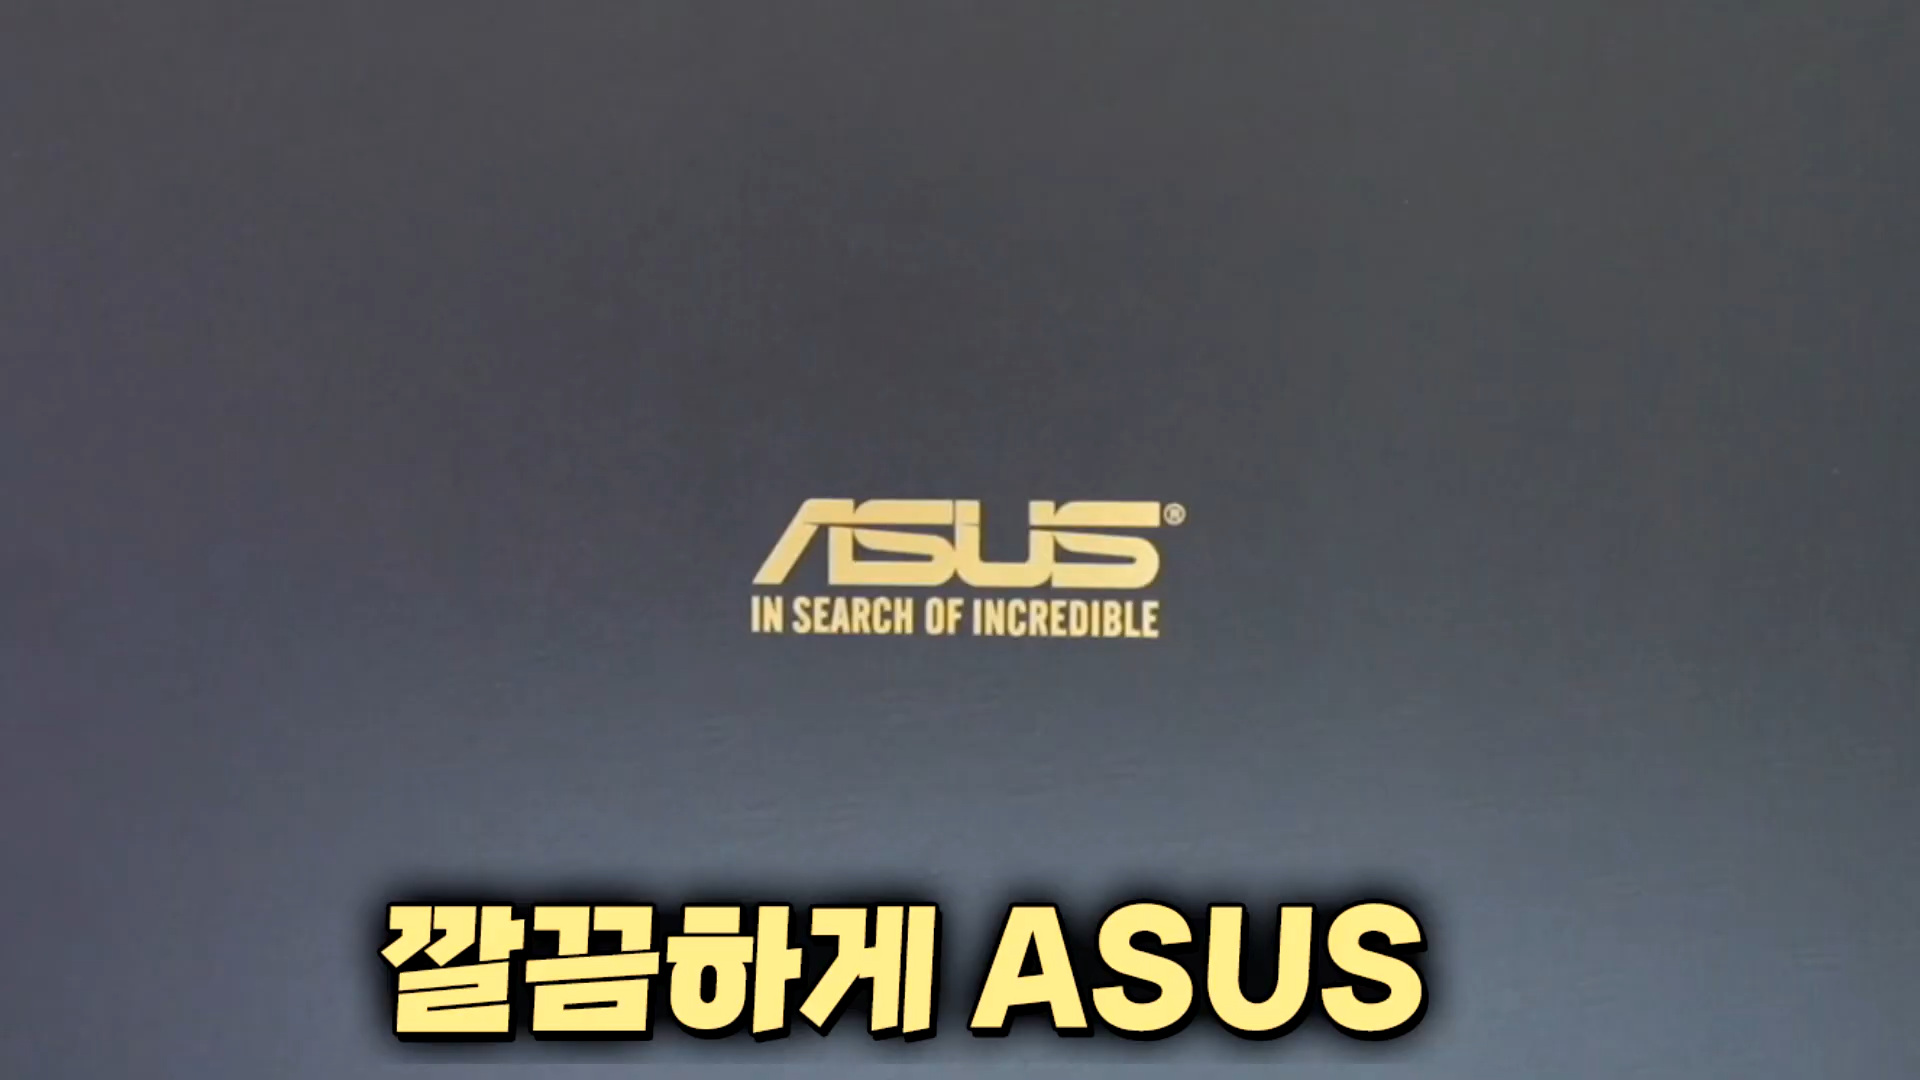 ASUS®
IN SEARCH OF INCREDIBLE
깔끔하게 ASUS